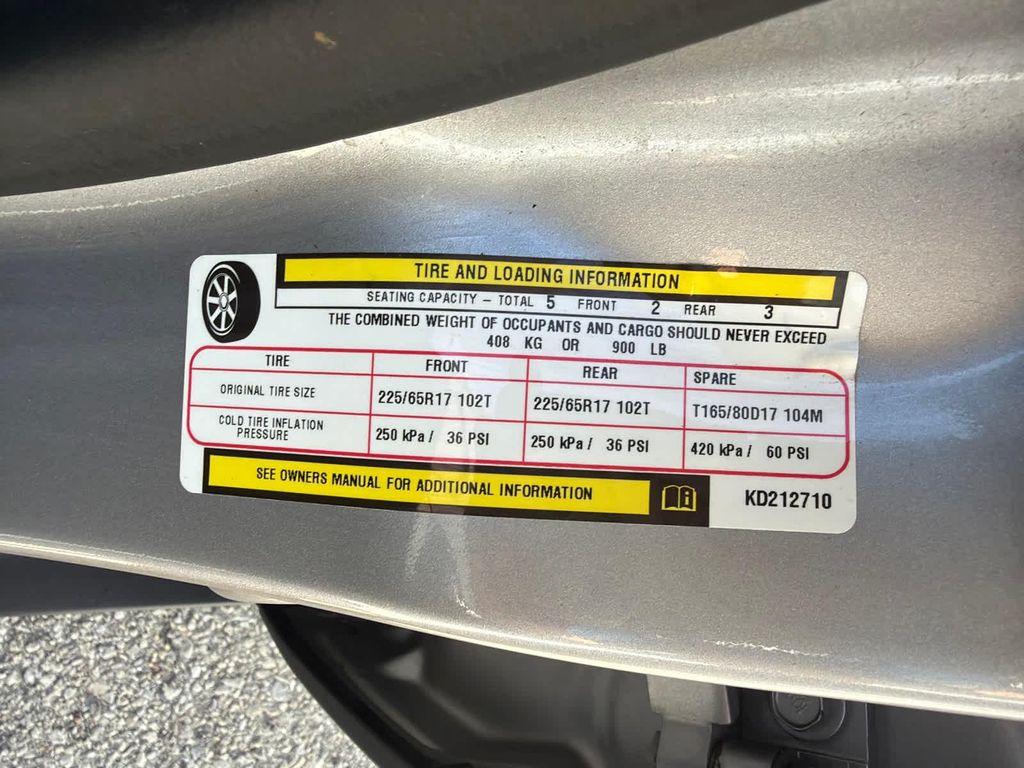 TIRE AND LOADING INFORMATION
SEATING CAPACITY – TOTAL 5 FRONT 2 REAR 3
THE COMBINED WEIGHT OF OCCUPANTS AND CARGO SHOULD NEVER EXCEED
408 KG OR 900 LB
TIRE FRONT REAR SPARE
ORIGINAL TIRE SIZE 225/65R17 102T 225/65R17 102T T165/80D17 104M
COLD TIRE INFLATION
PRESSURE 250 kPa / 36 PSI 250 kPa / 36 PSI 420 kPa / 60 PSI
SEE OWNERS MANUAL FOR ADDITIONAL INFORMATION
KD212710